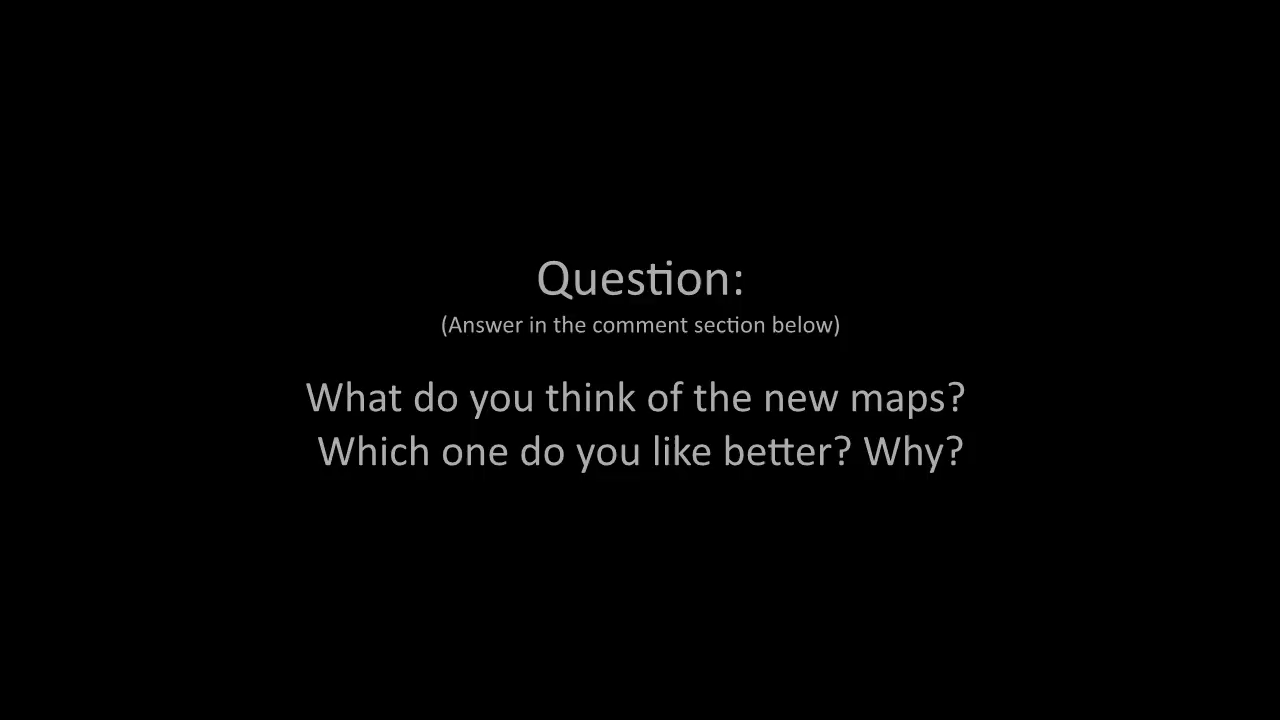 Question:
(Answer in the comment section below)
What do you think of the new maps?
Which one do you like better? Why?